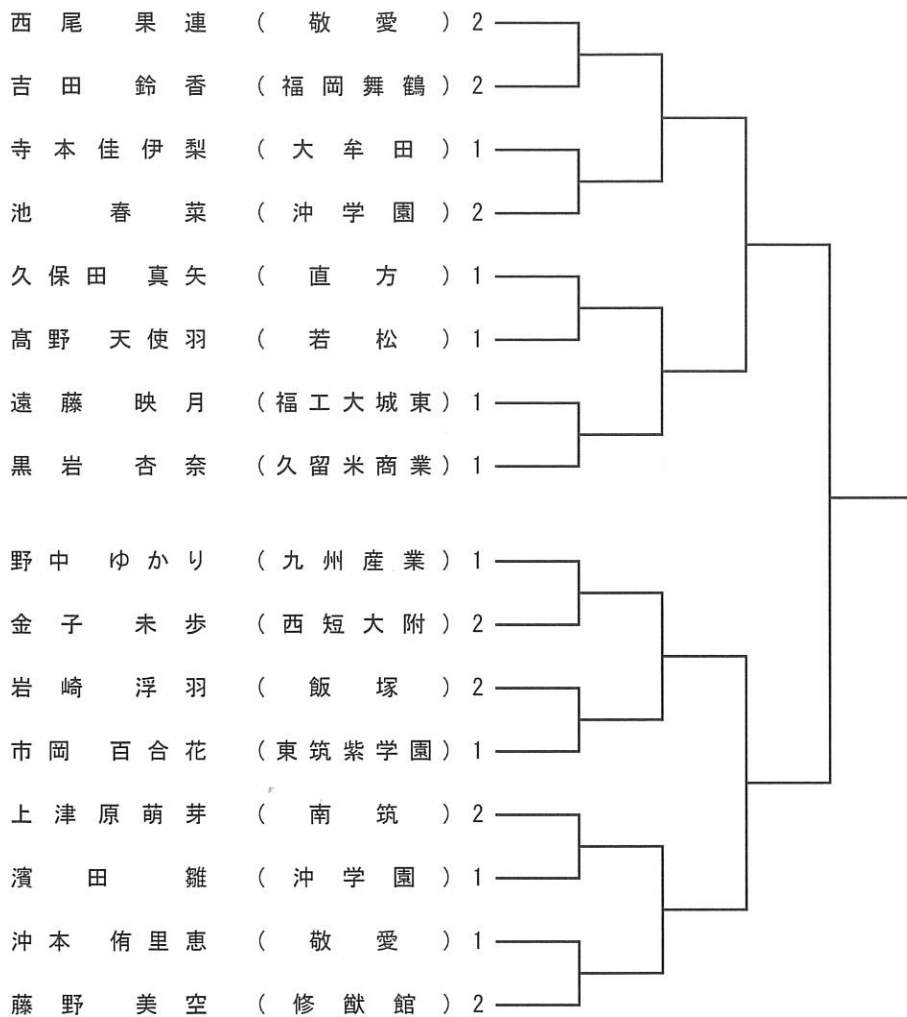 西尾 果連 (敬愛) 2
吉田 鈴香 (福岡舞鶴) 2
寺本佳伊梨 (大牟田) 1
池 春菜 (沖学園) 2
久保田 真矢 (直方) 1
髙野 天使羽 (若松) 1
遠藤 映月 (福工大城東) 1
黒岩 杏奈 (久留米商業) 1
野中 ゆかり (九州産業) 1
金子 未歩 (西短大附) 2
岩崎 浮羽 (飯塚) 2
市岡 百合花 (東筑紫学園) 1
上津原萌芽 (南筑) 2
濱田 雛 (沖学園) 1
沖本 侑里恵 (敬愛) 1
藤野 美空 (修猷館) 2